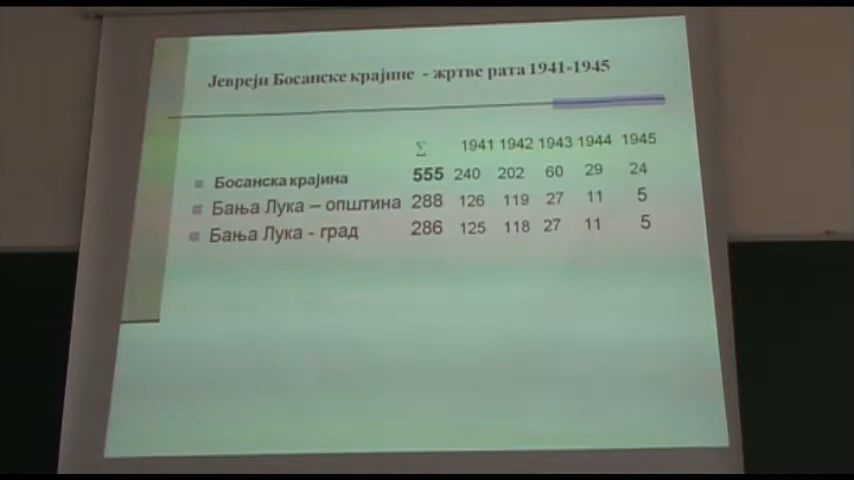 Јевреји Босанске крајине - жртве рата 1941-1945
∑ 1941 1942 1943 1944 1945
Босанска крајина 555 240 202 60 29 24
Бања Лука – општина 288 126 119 27 11 5
Бања Лука - град 286 125 118 27 11 5